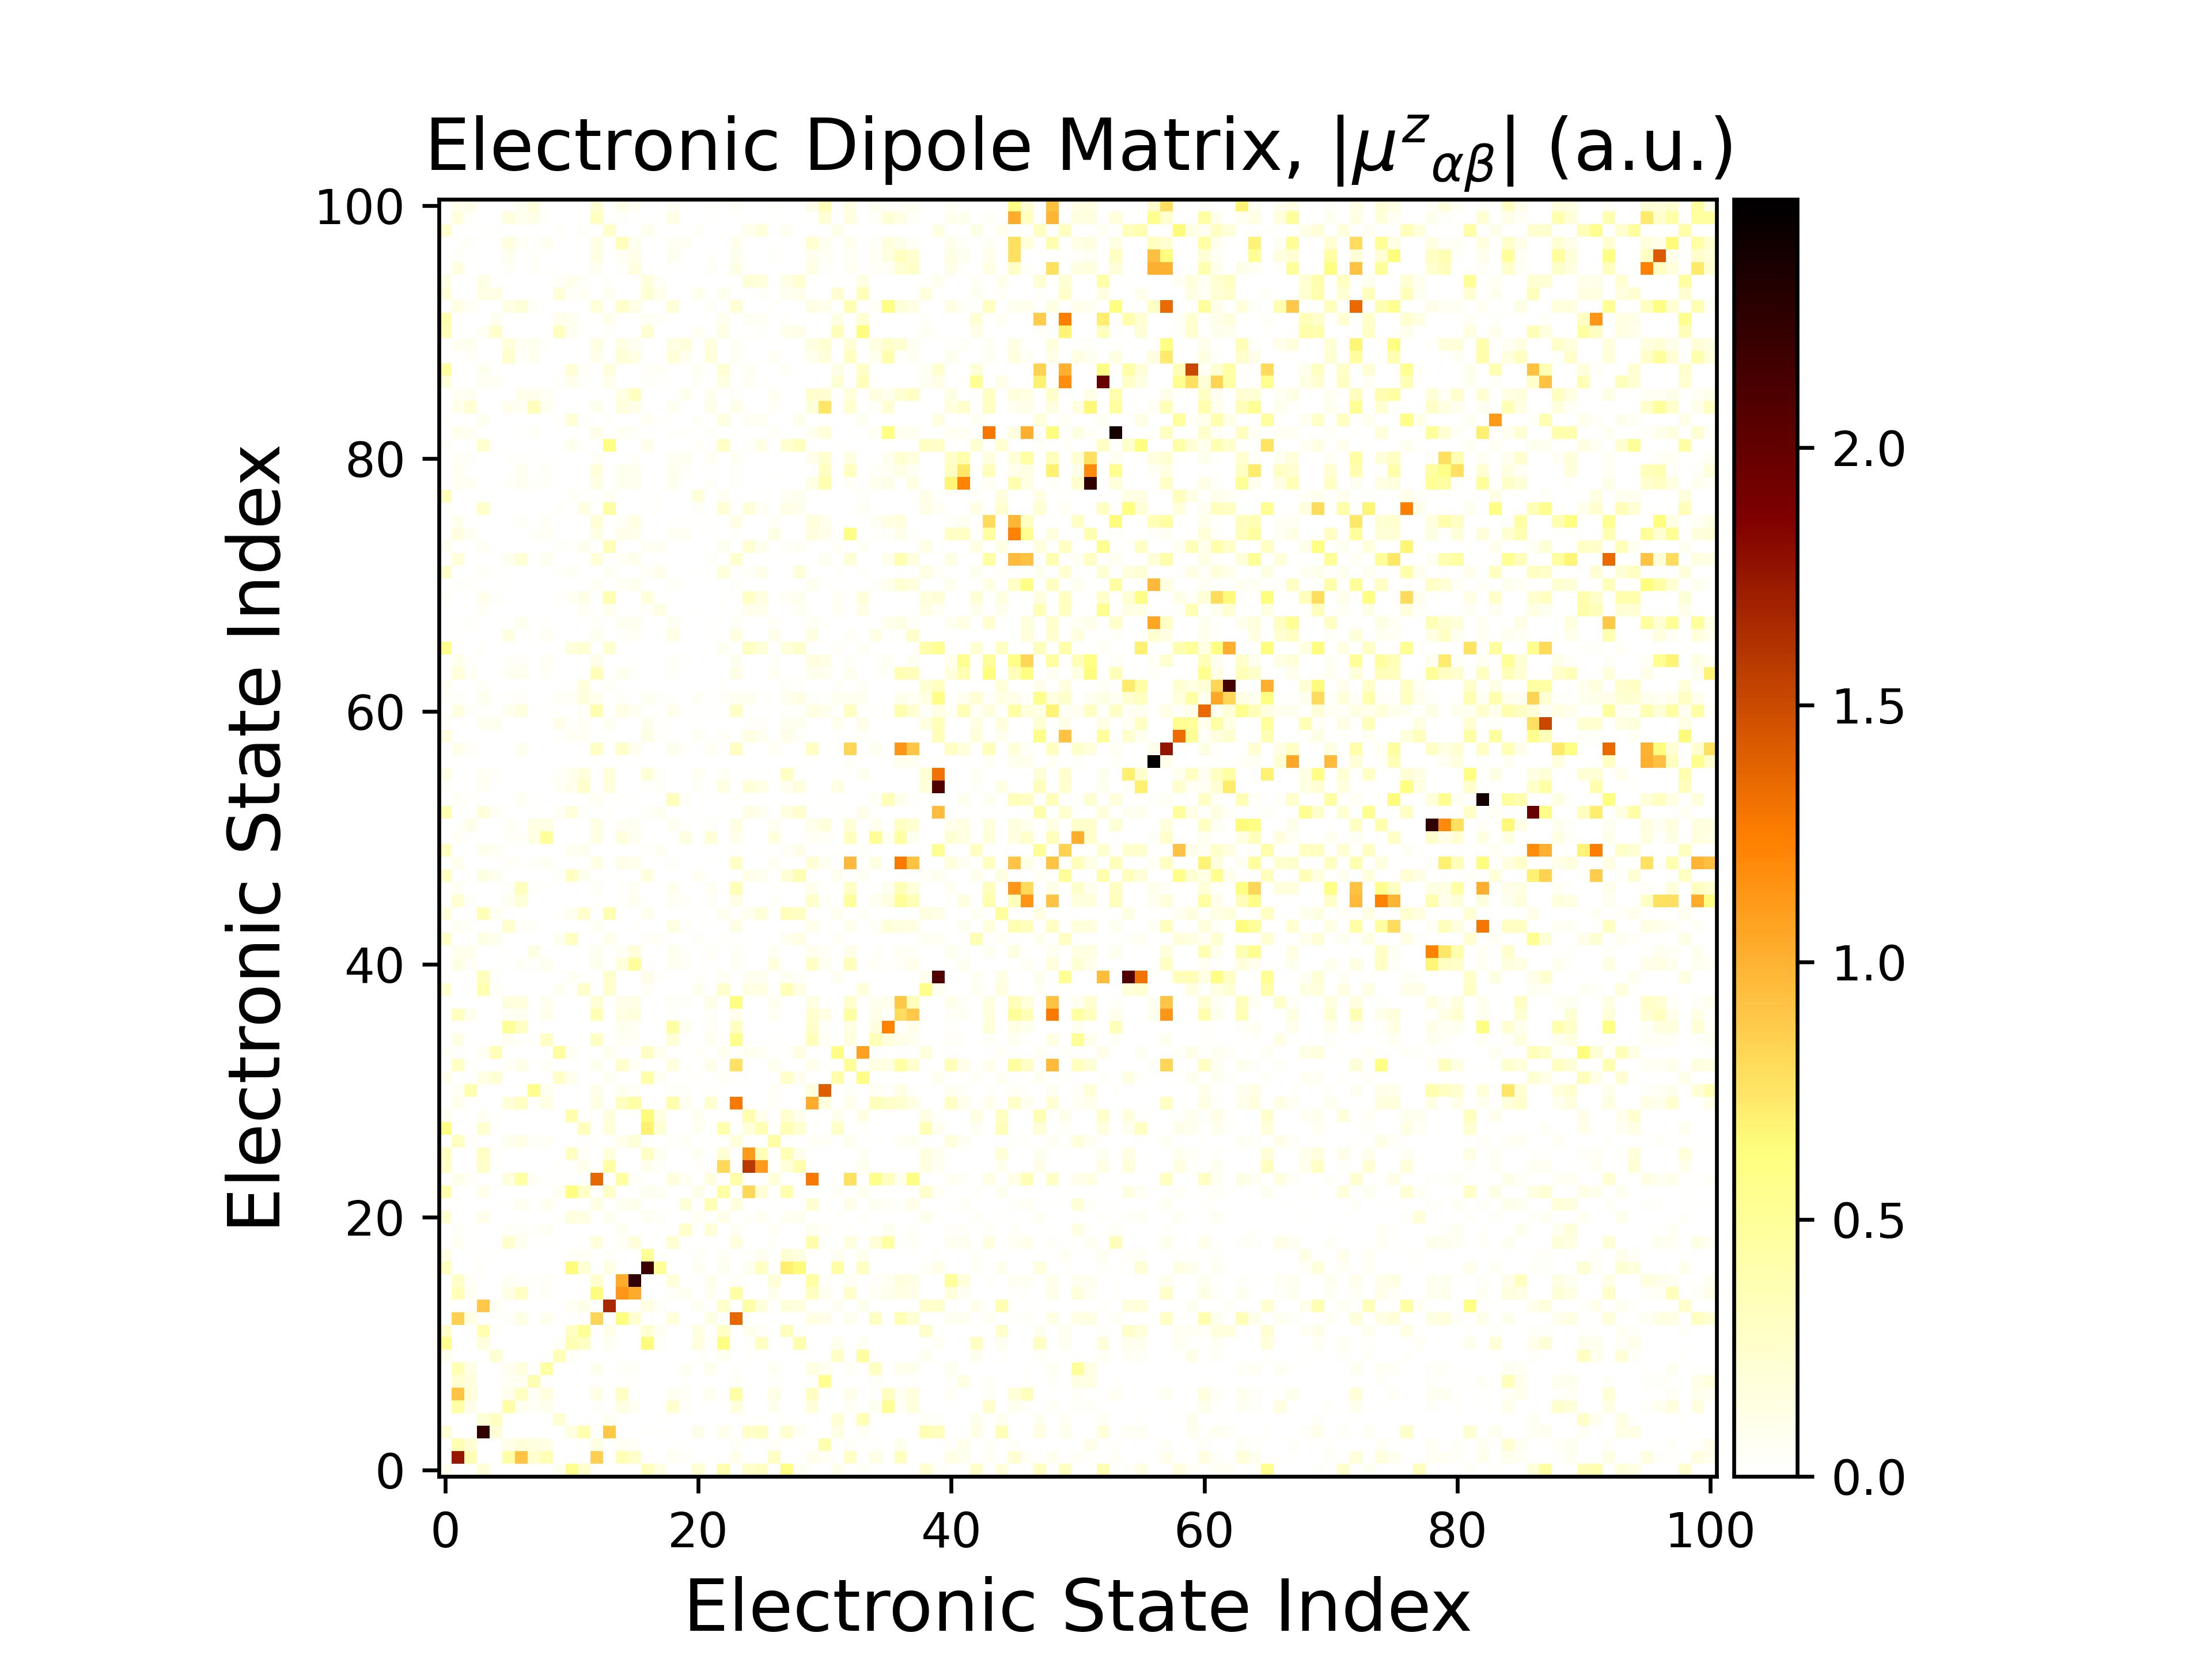 Electronic Dipole Matrix, |μᶻ_αβ| (a.u.)
Electronic State Index
100
80
60
40
20
0
0 20 40 60 80 100
Electronic State Index
2.0
1.5
1.0
0.5
0.0